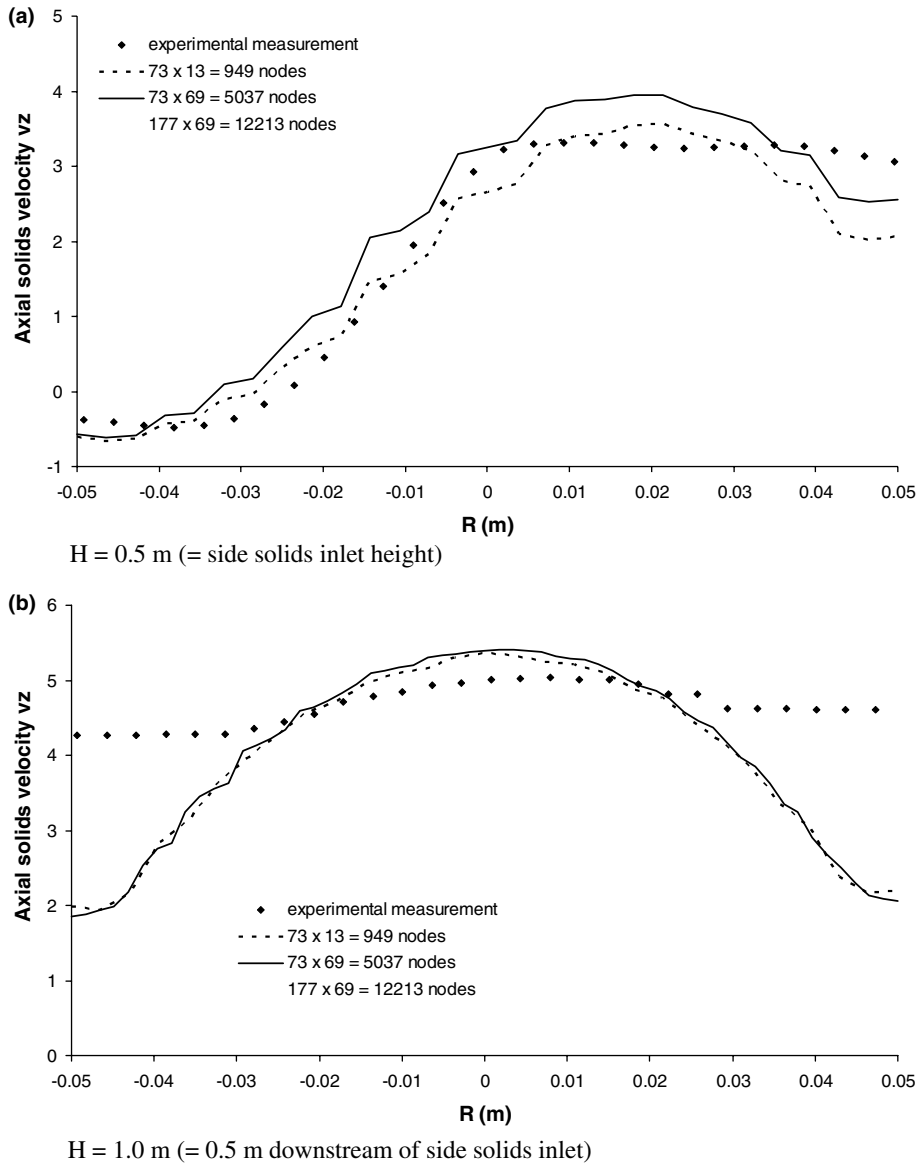 (a)
5
4
3
2
1
0
-1
Axial solids velocity vz
experimental measurement
73 x 13 = 949 nodes
73 x 69 = 5037 nodes
177 x 69 = 12213 nodes
-0.05 -0.04 -0.03 -0.02 -0.01 0 0.01 0.02 0.03 0.04 0.05
R (m)
H = 0.5 m (= side solids inlet height)
(b)
6
5
4
3
2
1
0
Axial solids velocity vz
experimental measurement
73 x 13 = 949 nodes
73 x 69 = 5037 nodes
177 x 69 = 12213 nodes
-0.05 -0.04 -0.03 -0.02 -0.01 0 0.01 0.02 0.03 0.04 0.05
R (m)
H = 1.0 m (= 0.5 m downstream of side solids inlet)